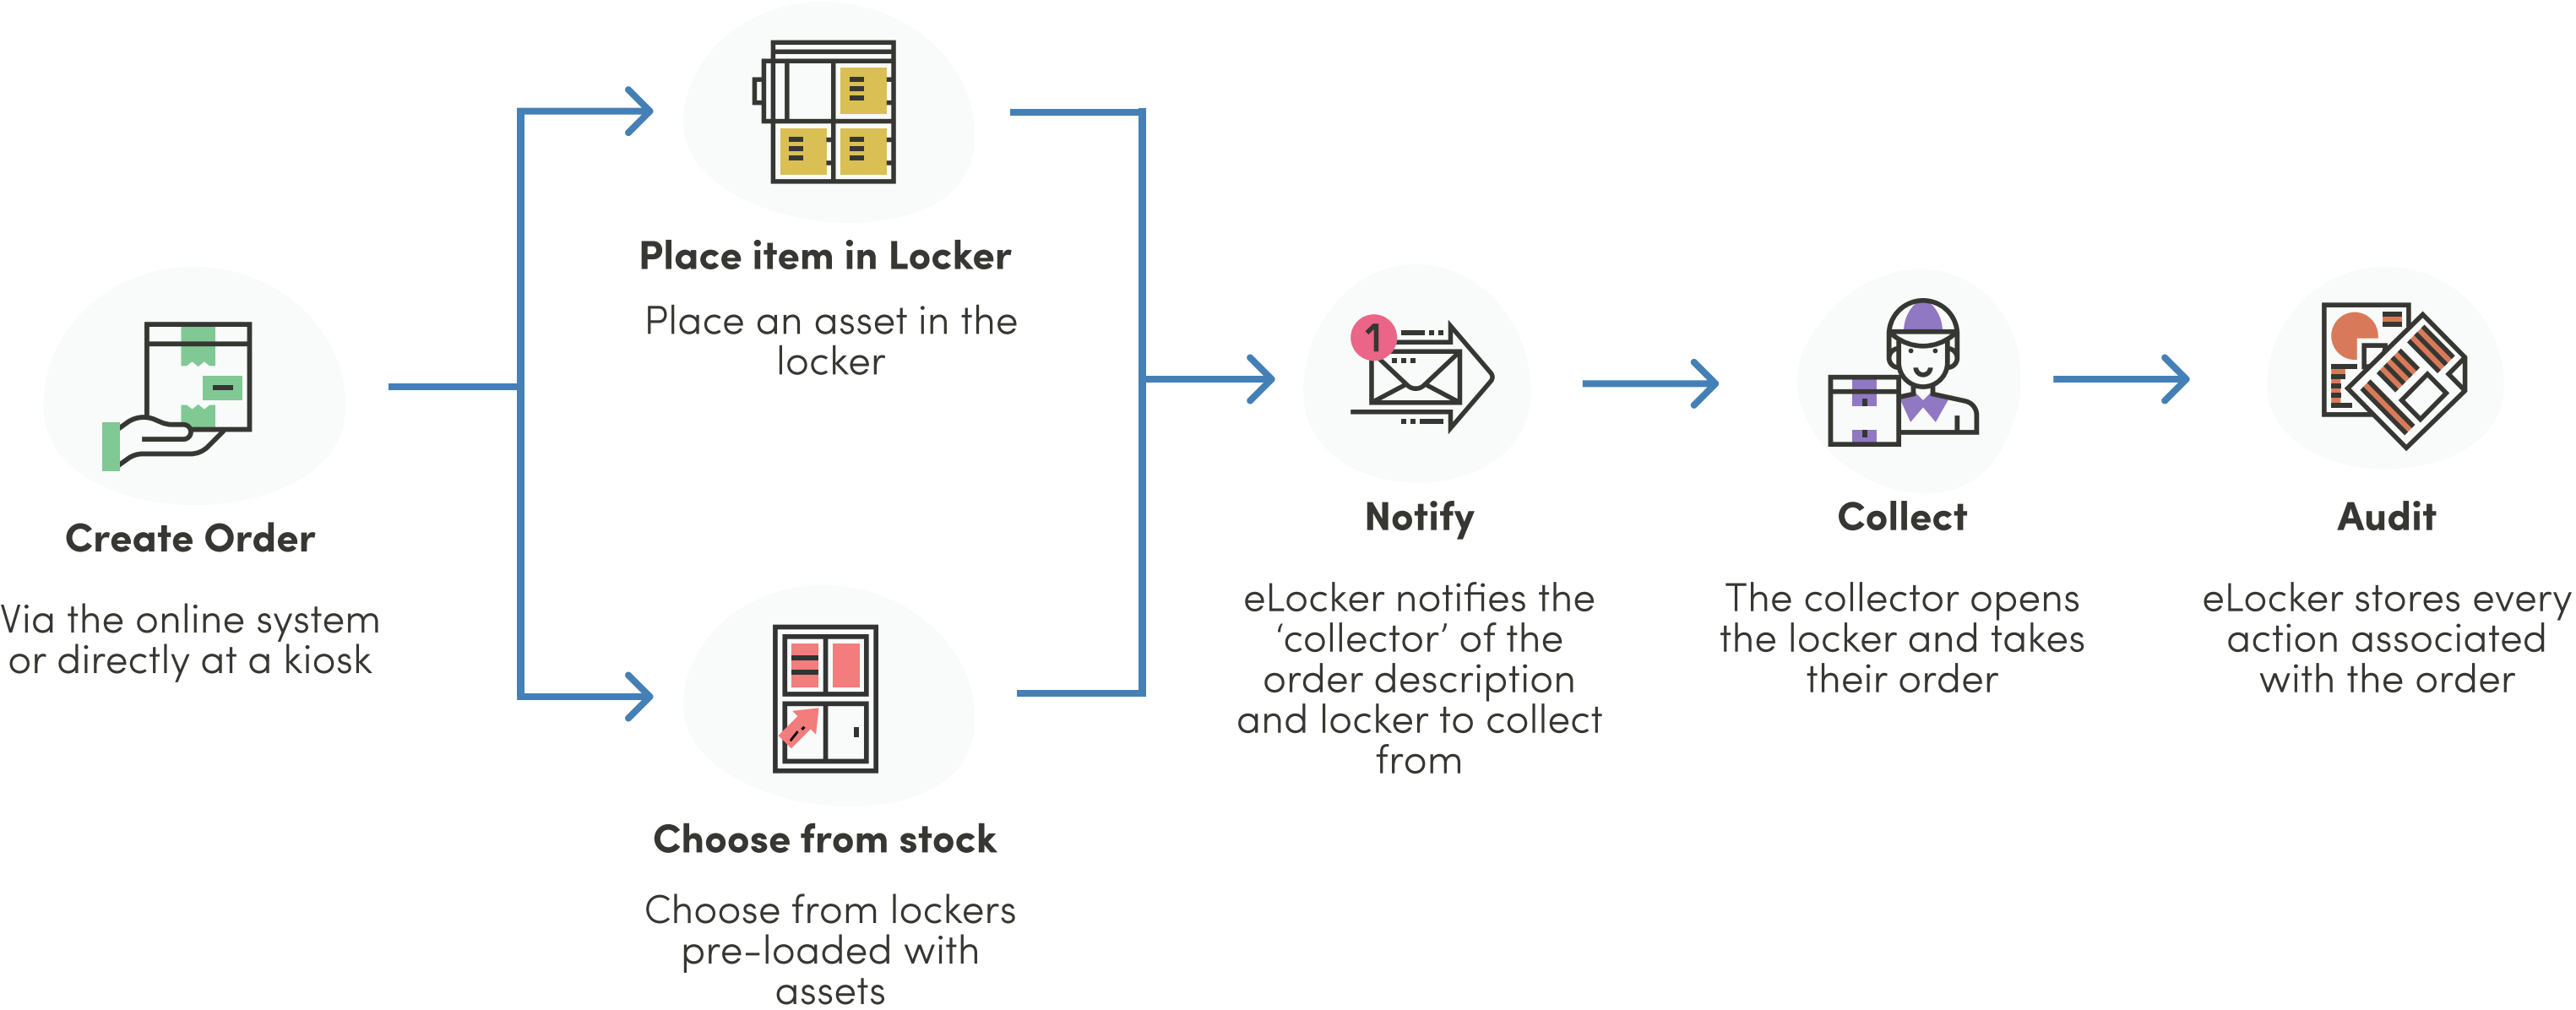 Create Order
Via the online system
or directly at a kiosk
Place item in Locker
Place an asset in the
locker
Choose from stock
Choose from lockers
pre-loaded with
assets
1
Notify
eLocker notifies the
‘collector’ of the
order description
and locker to collect
from
Collect
The collector opens
the locker and takes
their order
Audit
eLocker stores every
action associated
with the order